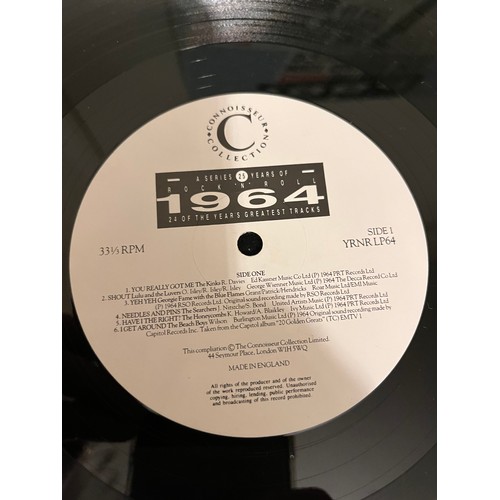 CONNOISSEUR
C
COLLECTION
A SERIES 25 YEARS OF
ROCK 'N' ROLL
1964
24 OF THE YEAR'S GREATEST TRACKS
33⅓ RPM
SIDE 1
YRNR LP64
SIDE ONE
1. YOU REALLY GOT ME The Kinks R. Davies Ed Kassner Music Co Ltd (P) 1964 PRT Records Ltd
2. SHOUT Lulu and the Luvvers O. Isley/R. Isley/R. Isley George Wiemner Music Ltd (P) 1964 The Decca Record Co Ltd
3. YEH YEH Georgie Fame with the Blue Flames Grant/Patrick/Hendricks Roar Music Ltd/EMI Music
(P) 1964 RSO Records Ltd. Original sound recording made by RSO Records Ltd
4. NEEDLES AND PINS The Searchers J. Nitzsche/S. Bond United Artists Music (P) 1964 PRT Records Ltd
5. HAVE I THE RIGHT? The Honeycombs K. Howard/A. Blaikley Ivy Music Ltd (P) 1964 PRT Records Ltd
6. I GET AROUND The Beach Boys Wilson Burlington Music Ltd (P) 1964 Original sound recording made by
Capitol Records Inc. Taken from the Capitol album "20 Golden Greats" (TC) EMTV 1
This compilation © The Connoisseur Collection Limited.
44 Seymour Place, London W1H 5WQ
MADE IN ENGLAND
All rights of the producer and of the owner
of the work reproduced reserved. Unauthorised
copying, hiring, lending, public performance
and broadcasting of this record prohibited.